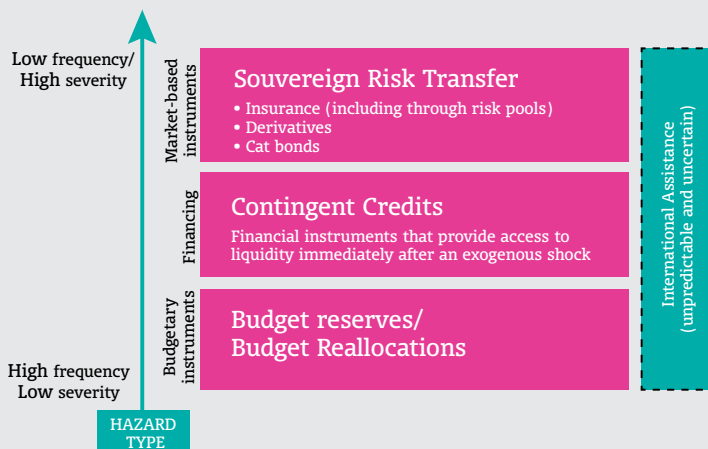 Low frequency/
High severity
Market-based
instruments
Souvereign Risk Transfer
• Insurance (including through risk pools)
• Derivatives
• Cat bonds
Financing
Contingent Credits
Financial instruments that provide access to
liquidity immediately after an exogenous shock
Budgetary
instruments
Budget reserves/
Budget Reallocations
High frequency
Low severity
HAZARD
TYPE
International Assistance
(unpredictable and uncertain)